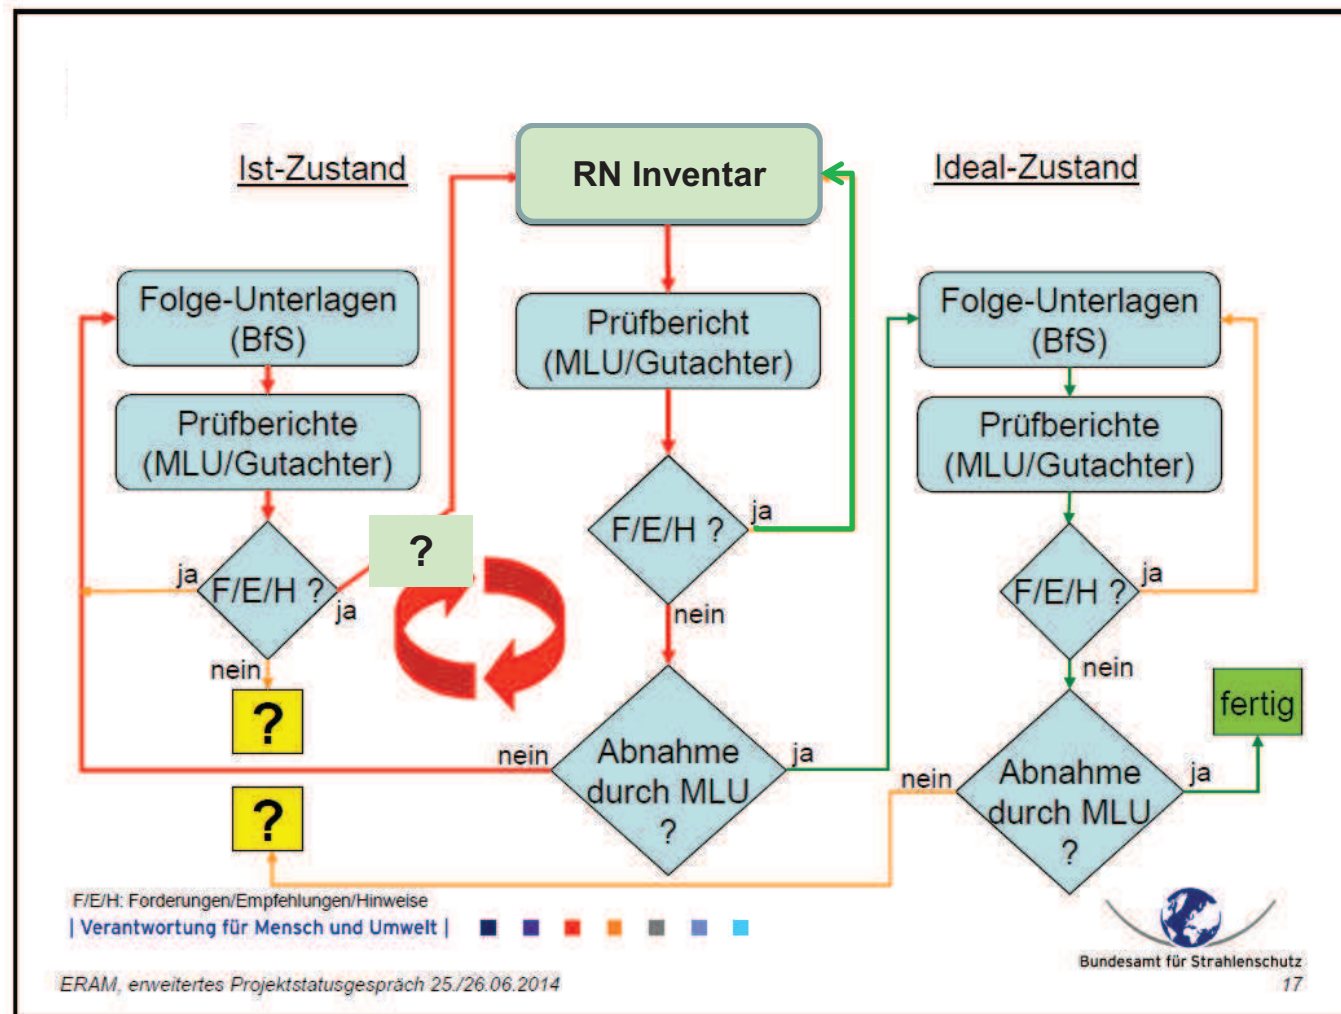 Ist-Zustand
RN Inventar
Ideal-Zustand
Folge-Unterlagen
(BfS)
Prüfberichte
(MLU/Gutachter)
F/E/H ?
ja
ja
nein
?
?
?
Prüfbericht
(MLU/Gutachter)
F/E/H ?
ja
nein
Abnahme
durch MLU
?
nein
ja
Folge-Unterlagen
(BfS)
Prüfberichte
(MLU/Gutachter)
F/E/H ?
ja
nein
Abnahme
durch MLU
?
nein
ja
fertig
F/E/H: Forderungen/Empfehlungen/Hinweise
| Verantwortung für Mensch und Umwelt |
Bundesamt für Strahlenschutz
ERAM, erweitertes Projektstatusgespräch 25./26.06.2014
17